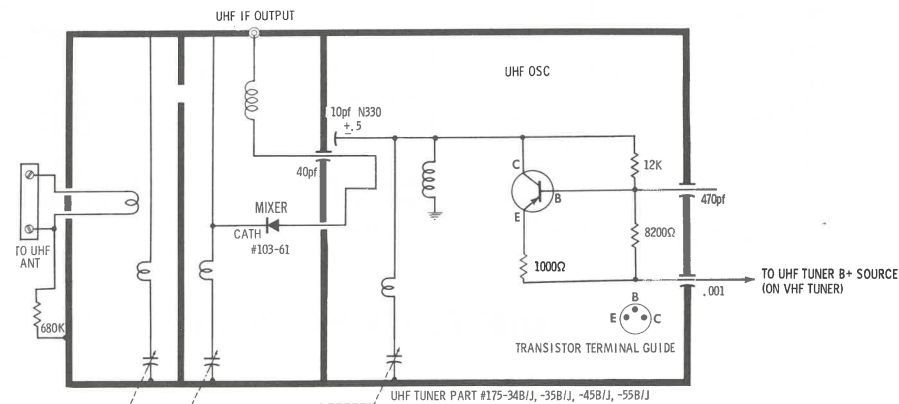 UHF IF OUTPUT
UHF OSC
10pf N330
±.5
C
12K
40pf
B
470pf
MIXER
E
CATH
#103-61
8200Ω
TO UHF
ANT
1000Ω
TO UHF TUNER B+ SOURCE
(ON VHF TUNER)
.001
B
E C
680K
TRANSISTOR TERMINAL GUIDE
UHF TUNER PART #175-34B/J, -35B/J, -45B/J, -55B/J